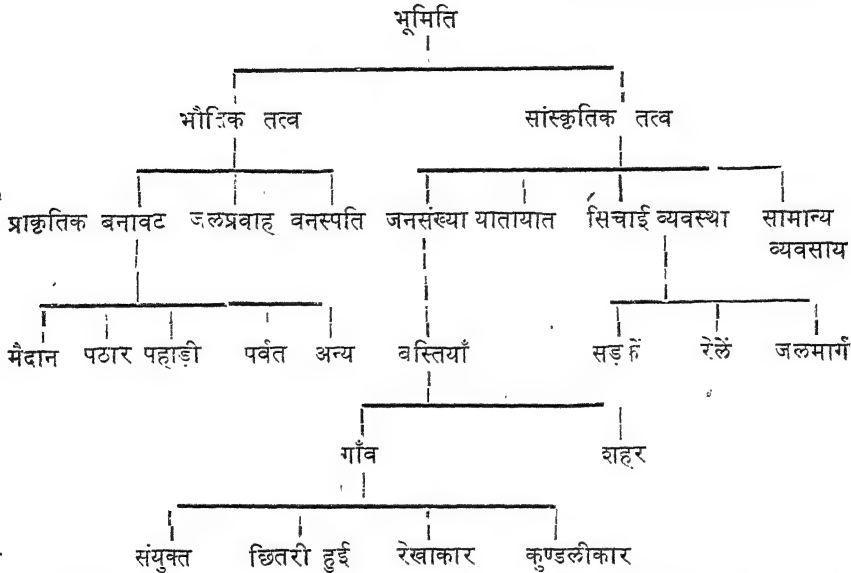 भूमिति
भौतिक तत्व सांस्कृतिक तत्व
प्राकृतिक बनावट जलप्रवाह वनस्पति जनसंख्या यातायात सिचाई व्यवस्था सामान्य
व्यवसाय
मैदान पठार पहाड़ी पर्वत अन्य बस्तियाँ सड़कें रेलें जलमार्ग
गाँव शहर
संयुक्त छितरी हुई रेखाकार कुण्डलीकार